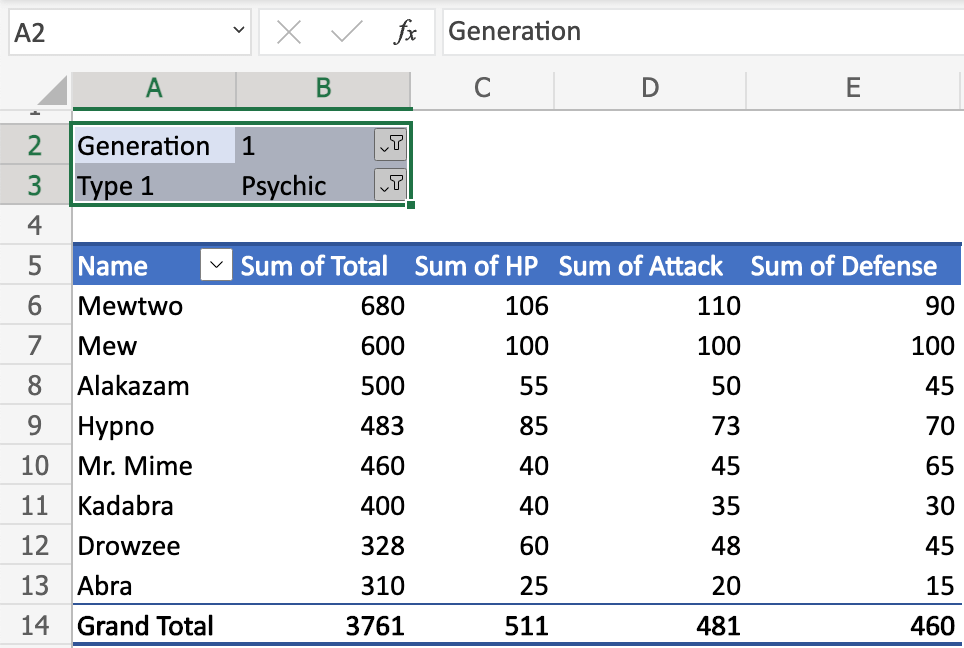 A2 fx Generation
A B C D E
1
2 Generation 1
3 Type 1 Psychic
4
5 Name Sum of Total Sum of HP Sum of Attack Sum of Defense
6 Mewtwo 680 106 110 90
7 Mew 600 100 100 100
8 Alakazam 500 55 50 45
9 Hypno 483 85 73 70
10 Mr. Mime 460 40 45 65
11 Kadabra 400 40 35 30
12 Drowzee 328 60 48 45
13 Abra 310 25 20 15
14 Grand Total 3761 511 481 460